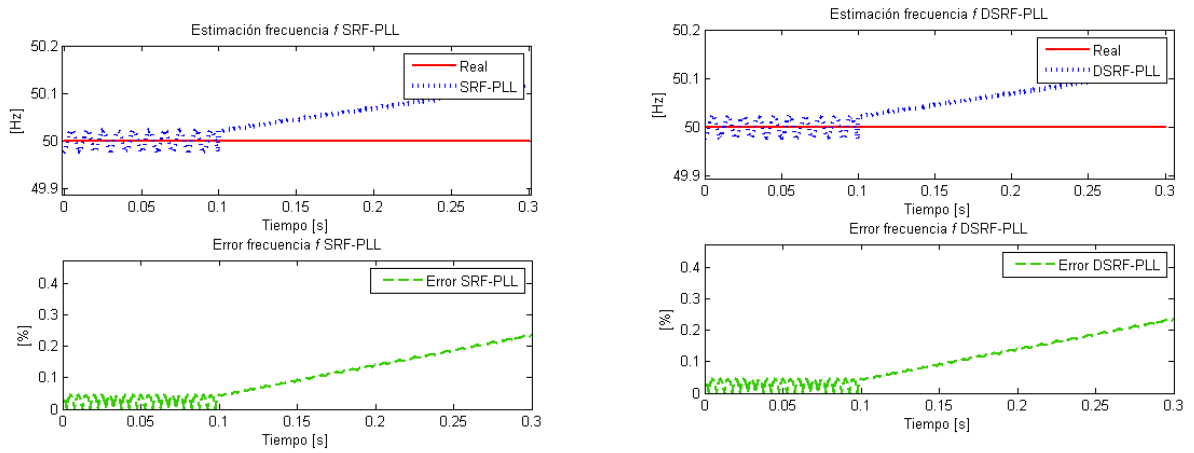 Estimación frecuencia f SRF-PLL
50.2
50.1
50
49.9
[Hz]
Real
SRF-PLL
0 0.05 0.1 0.15 0.2 0.25 0.3
Tiempo [s]
Error frecuencia f SRF-PLL
0.4
0.3
0.2
0.1
0
[%]
Error SRF-PLL
0 0.05 0.1 0.15 0.2 0.25 0.3
Tiempo [s]
Estimación frecuencia f DSRF-PLL
50.2
50.1
50
49.9
[Hz]
Real
DSRF-PLL
0 0.05 0.1 0.15 0.2 0.25 0.3
Tiempo [s]
Error frecuencia f DSRF-PLL
0.4
0.3
0.2
0.1
0
[%]
Error DSRF-PLL
0 0.05 0.1 0.15 0.2 0.25 0.3
Tiempo [s]